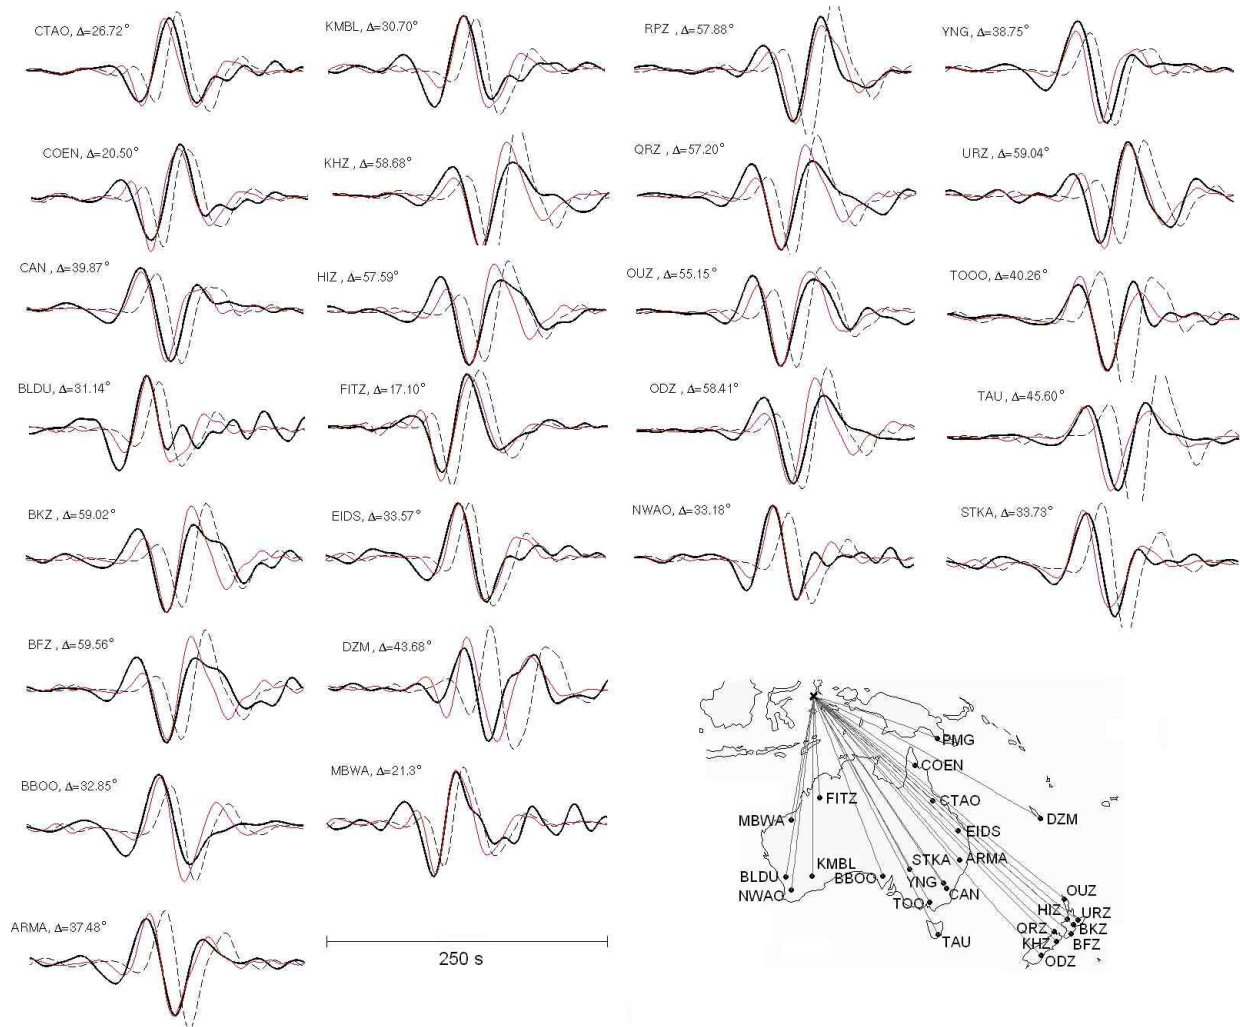 CTAO, Δ=26.72°
KMBL, Δ=30.70°
RPZ , Δ=57.88°
YNG , Δ=38.75°
COEN, Δ=20.50°
KHZ , Δ=58.68°
QRZ , Δ=57.20°
URZ , Δ=59.04°
CAN , Δ=39.87°
HIZ , Δ=57.59°
OUZ , Δ=55.15°
TOOO , Δ=40.26°
BLDU, Δ=31.14°
FITZ , Δ=17.10°
ODZ , Δ=58.41°
TAU , Δ=45.60°
BKZ , Δ=59.02°
EIDS , Δ=33.57°
NWAO, Δ=33.18°
STKA, Δ=33.73°
BFZ , Δ=59.56°
DZM , Δ=43.68°
BBOO, Δ=32.85°
MBWA, Δ=21.3°
ARMA, Δ=37.48°
250 s
PMG
COEN
FITZ
CTAO
MBWA
DZM
EIDS
KMBL
STKA
ARMA
BLDU
BBOO
YNG
NWAO
CAN
OUZ
TOO
HIZ
URZ
QRZ
BKZ
TAU
KHZ
BFZ
ODZ